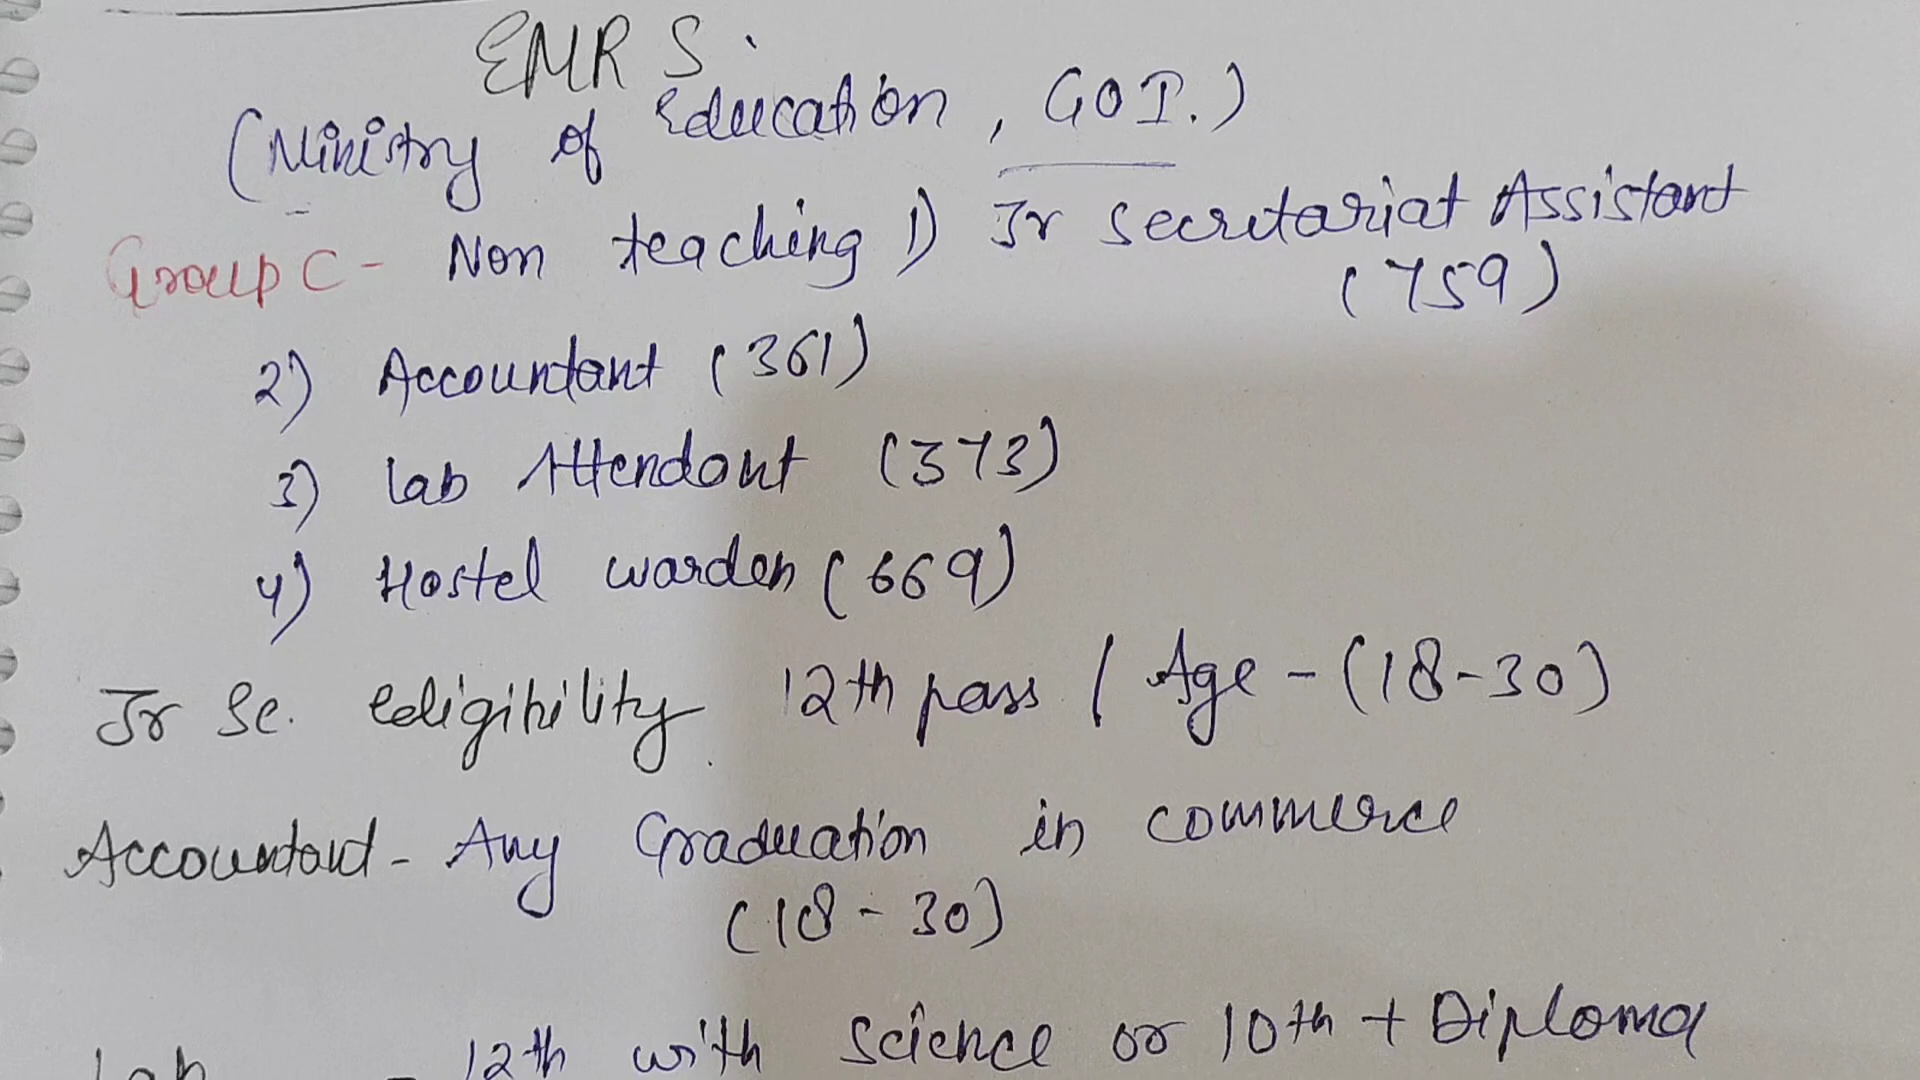 EMRS.
(Ministry of Education, GOI.)
Group C - Non teaching 1) Jr Secretariat Assistant
(759)
2) Accountant (361)
3) Lab Attendant (373)
4) Hostel warden (669)
Jr Se. Eligibility 12th pass / Age - (18-30)
Accountant - Any Graduation in commerce
(18 - 30)
Lab - 12th with science or 10th + Diploma